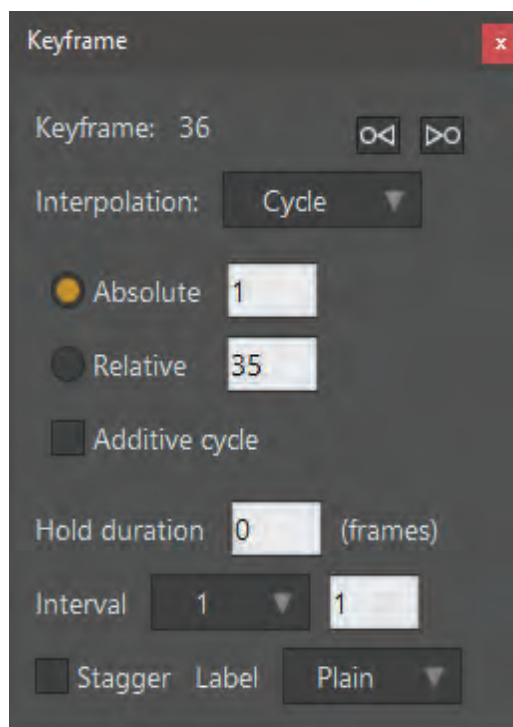 Keyframe x
Keyframe: 36
Interpolation: Cycle
Absolute 1
Relative 35
Additive cycle
Hold duration 0 (frames)
Interval 1 1
Stagger Label Plain